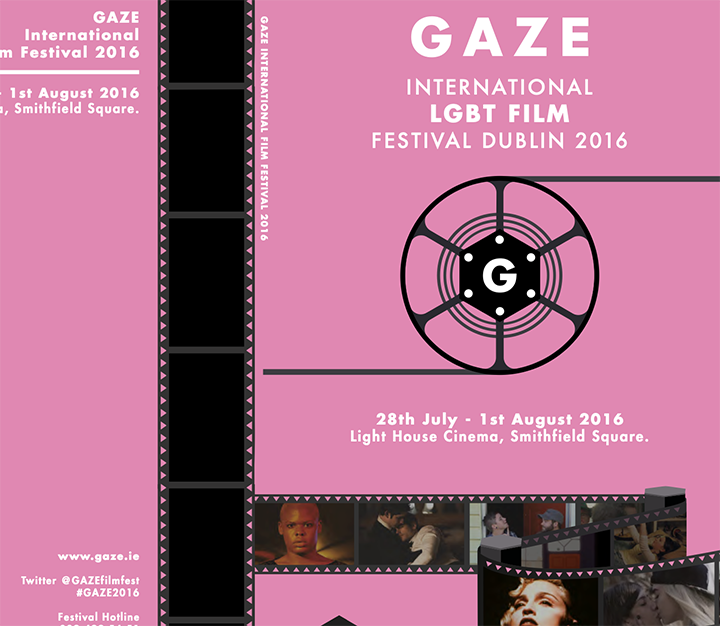 GAZE
International
Festival 2016
1st August 2016
Smithfield Square.
www.gaze.ie
Twitter @GAZEfilmfest
#GAZE2016
Festival Hotline
GAZE INTERNATIONAL FILM FESTIVAL 2016
GAZE
INTERNATIONAL
LGBT FILM
FESTIVAL DUBLIN 2016
G
28th July - 1st August 2016
Light House Cinema, Smithfield Square.